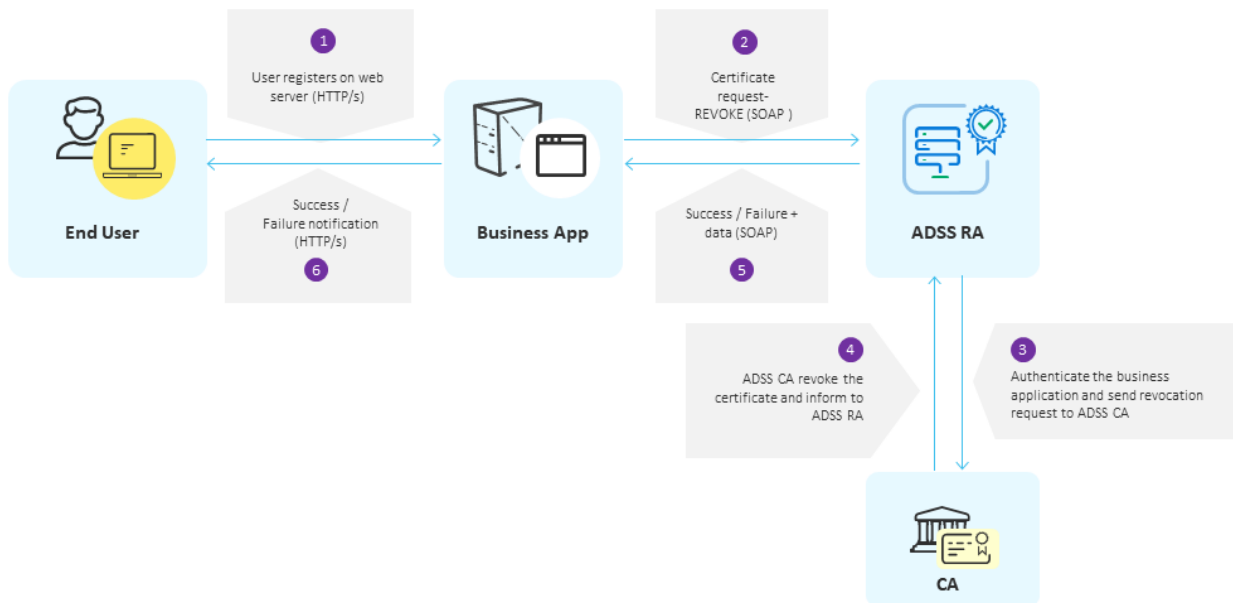 1
User registers on web
server (HTTP/s)
2
Certificate
request-
REVOKE (SOAP )
End User
Business App
ADSS RA
Success /
Failure notification
(HTTP/s)
6
Success / Failure +
data (SOAP)
5
4
ADSS CA revoke the
certificate and inform to
ADSS RA
3
Authenticate the business
application and send revocation
request to ADSS CA
CA